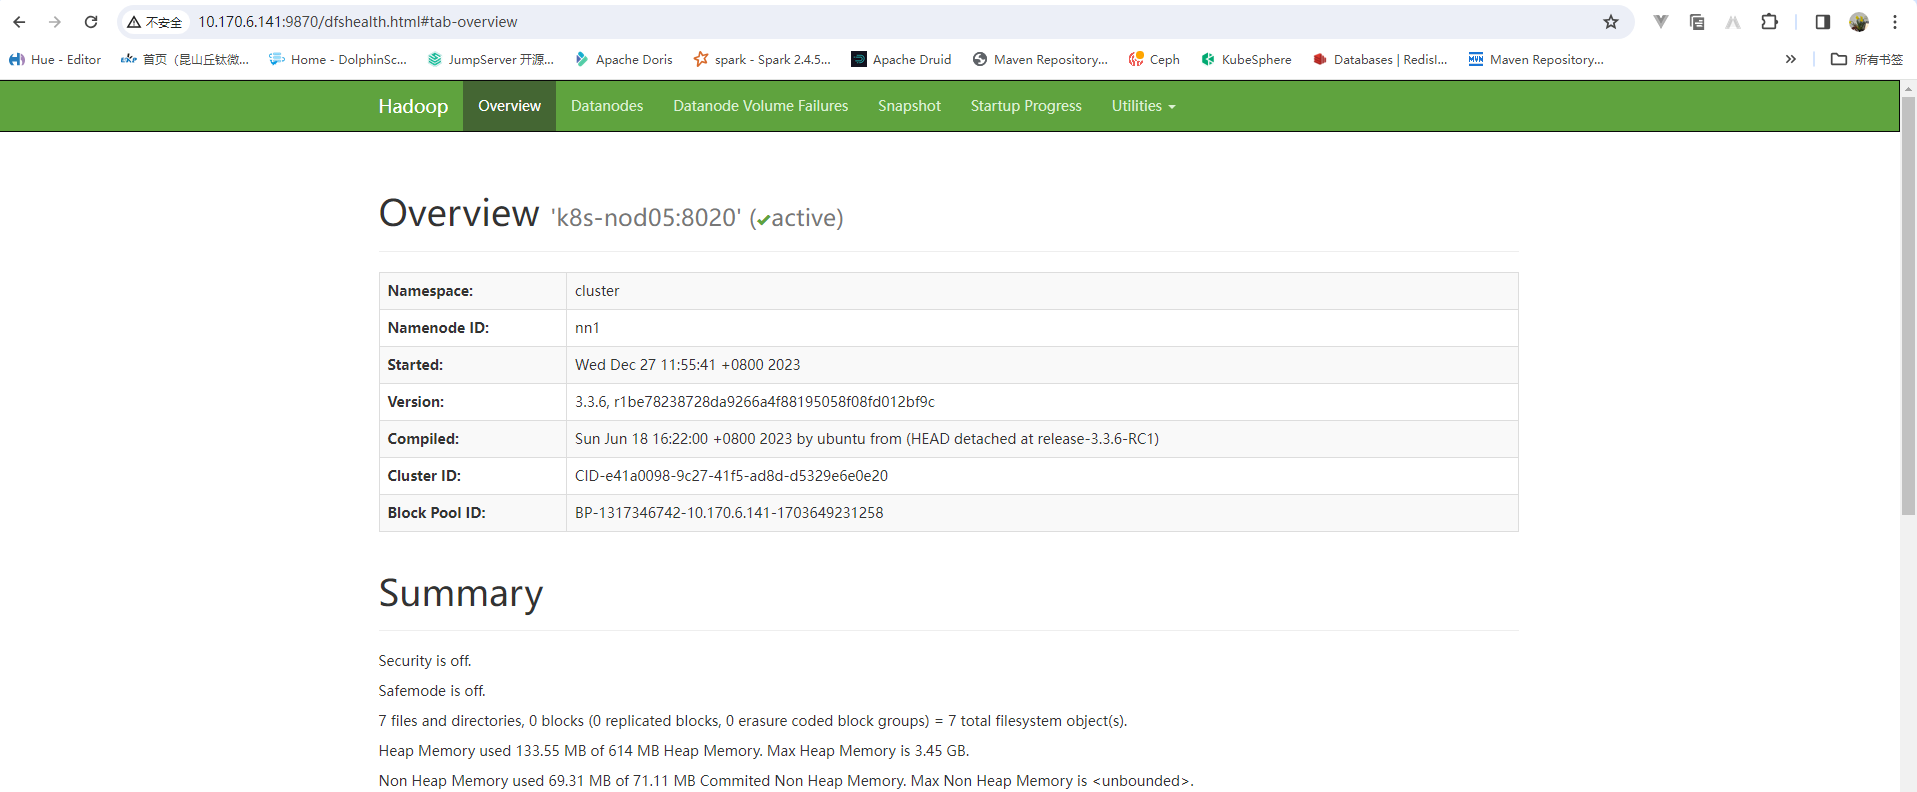 不安全 10.170.6.141:9870/dfshealth.html#tab-overview
Hue - Editor 首页 (昆山丘钛微... Home - DolphinSc... JumpServer 开源... Apache Doris spark - Spark 2.4.5... Apache Druid Maven Repository... Ceph KubeSphere Databases | Redisl... MVN Maven Repository... » 所有书签
Hadoop Overview Datanodes Datanode Volume Failures Snapshot Startup Progress Utilities
Overview 'k8s-nod05:8020' (✔active)
Namespace: cluster
Namenode ID: nn1
Started: Wed Dec 27 11:55:41 +0800 2023
Version: 3.3.6, r1be78238728da9266a4f88195058f08fd012bf9c
Compiled: Sun Jun 18 16:22:00 +0800 2023 by ubuntu from (HEAD detached at release-3.3.6-RC1)
Cluster ID: CID-e41a0098-9c27-41f5-ad8d-d5329e6e0e20
Block Pool ID: BP-1317346742-10.170.6.141-1703649231258
Summary
Security is off.
Safemode is off.
7 files and directories, 0 blocks (0 replicated blocks, 0 erasure coded block groups) = 7 total filesystem object(s).
Heap Memory used 133.55 MB of 614 MB Heap Memory. Max Heap Memory is 3.45 GB.
Non Heap Memory used 69.31 MB of 71.11 MB Commited Non Heap Memory. Max Non Heap Memory is <unbounded>.